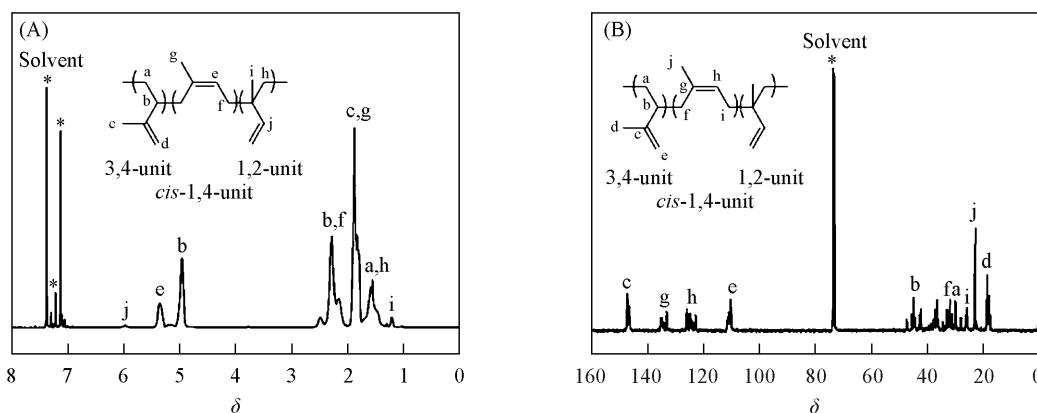 (A)
Solvent
*
*
*
a
b
c
d
g
e
f
i
h
j
3,4-unit
1,2-unit
cis-1,4-unit
c,g
b,f
b
a,h
e
j
i
8 7 6 5 4 3 2 1 0
δ
(B)
Solvent
*
a
b
d
c
e
j
g
h
f
i
3,4-unit
1,2-unit
cis-1,4-unit
c
g
h
e
b
f a
i
j
d
160 140 120 100 80 60 40 20 0
δ